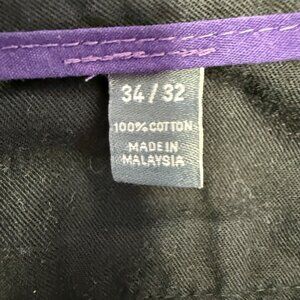 34 / 32
100% COTTON
MADE IN
MALAYSIA